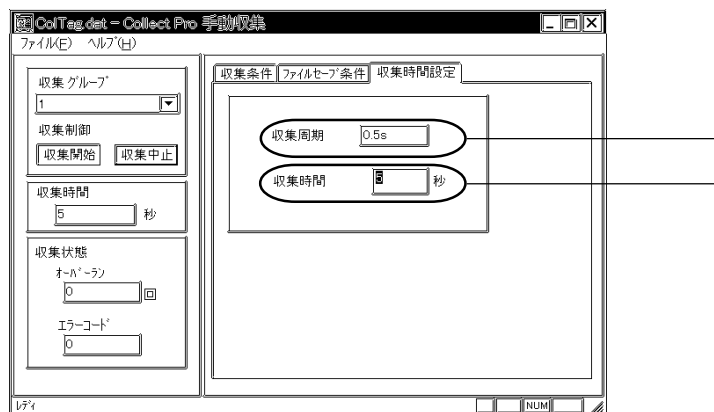 ColTag.dat - Collect Pro 手動収集
ファイル(F) ヘルプ(H)
収集 グループ
1
収集制御
収集開始 収集中止
収集時間
5 秒
収集状態
オーバーラン
0 回
エラーコード
0
収集条件 ファイルセーブ条件 収集時間設定
収集周期 0.5s
収集時間 5 秒
レディ NUM